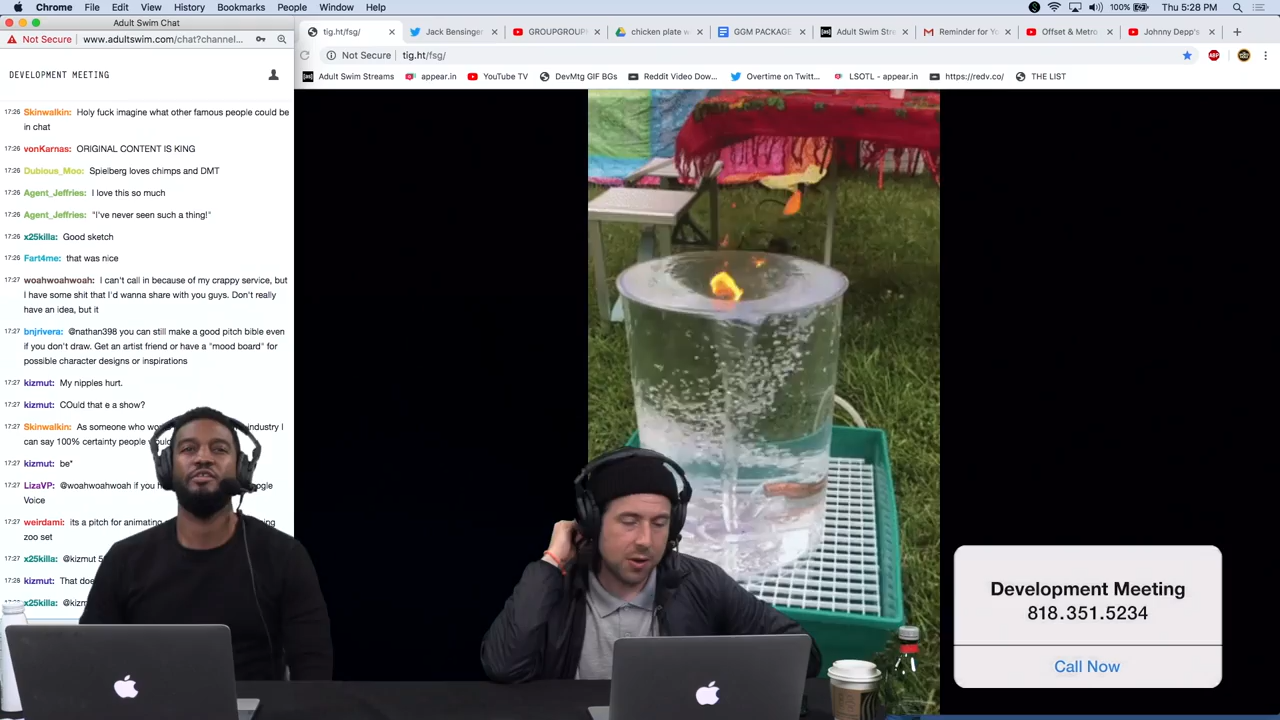 Chrome File Edit View History Bookmarks People Window Help
100% Thu 5:28 PM
Adult Swim Chat
Not Secure www.adultswim.com/chat?channel...
DEVELOPMENT MEETING
17:26 Skinwalkin: Holy fuck imagine what other famous people could be
in chat
17:26 vonKarnas: ORIGINAL CONTENT IS KING
17:26 Dubious_Moo: Spielberg loves chimps and DMT
17:26 Agent_Jeffries: I love this so much
17:26 Agent_Jeffries: "I've never seen such a thing!"
17:26 x25killa: Good sketch
17:26 Fart4me: that was nice
17:27 woahwoahwoah: I can't call in because of my crappy service, but
I have some shit that I'd wanna share with you guys. Don't really
have an idea, but it
17:27 bnjrivera: @nathan398 you can still make a good pitch bible even
if you don't draw. Get an artist friend or have a "mood board" for
possible character designs or inspirations
17:27 kizmut: My nipples hurt.
17:27 kizmut: COuld that e a show?
17:27 Skinwalkin: As someone who industry I
can say 100% certainty people
17:27 kizmut: be*
17:27 LizaVP: @woahwoahwoah if you
Voice
17:27 weirdami: its a pitch for animating
zoo set
17:28 x25killa: @kizmut
17:28 kizmut: That
17:28 x25killa:
tig.ht/fsg/
Jack Bensinger
GROUPGROUP
chicken plate
GGM PACKAGE
Adult Swim Stre
Reminder for Yo
Offset & Metro
Johnny Depp's
Not Secure tig.ht/fsg/
Adult Swim Streams
appear.in
YouTube TV
DevMtg GIF BGs
Reddit Video Dow...
Overtime on Twitt...
LSOTL – appear.in
https://redv.co/
THE LIST
Development Meeting
818.351.5234
Call Now